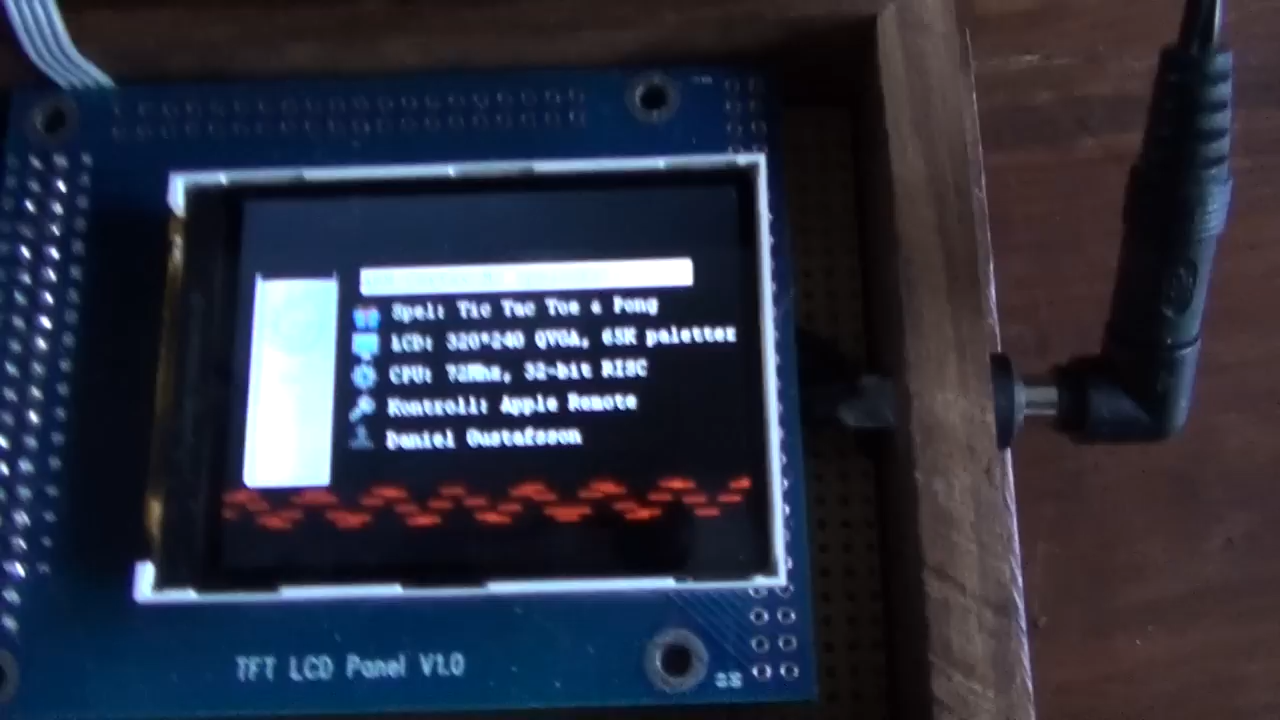 Spel: Tic Tac Toe & Pong
LCD: 320*240 QVGA, 65K paletter
CPU: 72Mhz, 32-bit RISC
Kontroll: Apple Remote
Daniel Gustafsson
TFT LCD Panel V1.0